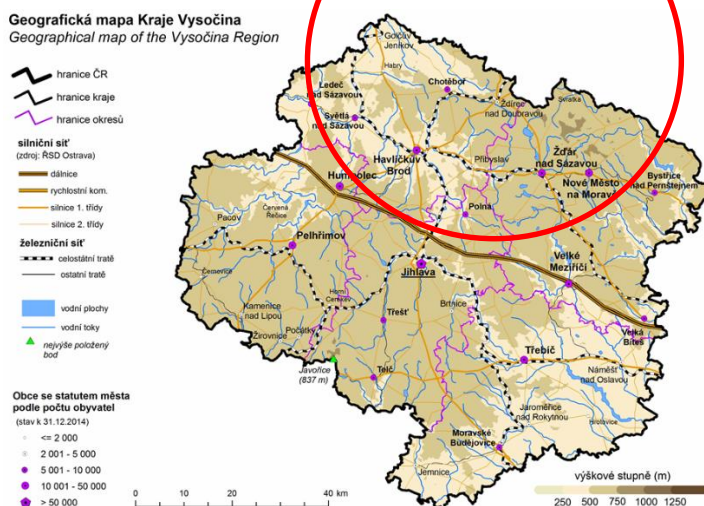 Geografická mapa Kraje Vysočina
Geographical map of the Vysočina Region
hranice ČR
hranice kraje
hranice okresů
silniční síť
(zdroj: ŘSD Ostrava)
dálnice
rychlostní kom.
silnice 1. třídy
silnice 2. třídy
železniční síť
celostátní tratě
ostatní tratě
vodní plochy
vodní toky
nejvýše položený
bod
Obce se statutem města
podle počtu obyvatel
(stav k 31.12.2014)
<= 2 000
2 001 - 5 000
5 001 - 10 000
10 001 - 50 000
> 50 000
Golčův
Jeníkov
Habry
Chotěboř
Ledeč
nad Sázavou
Světlá
nad Sázavou
Ždírec
nad Doubravou
Svratka
Havlíčkův
Brod
Přibyslav
Žďár
nad Sázavou
Nové Město
na Moravě
Bystřice
nad Pernštejnem
Humpolec
Polná
Pacov
Červená
Řečice
Pelhřimov
Velké
Meziříčí
Jihlava
Černovice
Horní
Cerekev
Kamenice
nad Lipou
Počátky
Žirovnice
Třešť
Brtnice
Velká
Bíteš
Třebíč
Javořice
(837 m)
Telč
Náměšť
nad Oslavou
Jaroměřice
nad Rokytnou
Hrotovice
Moravské
Budějovice
Jemnice
výškové stupně (m)
250 500 750 1000 1250
0 10 20 40 km